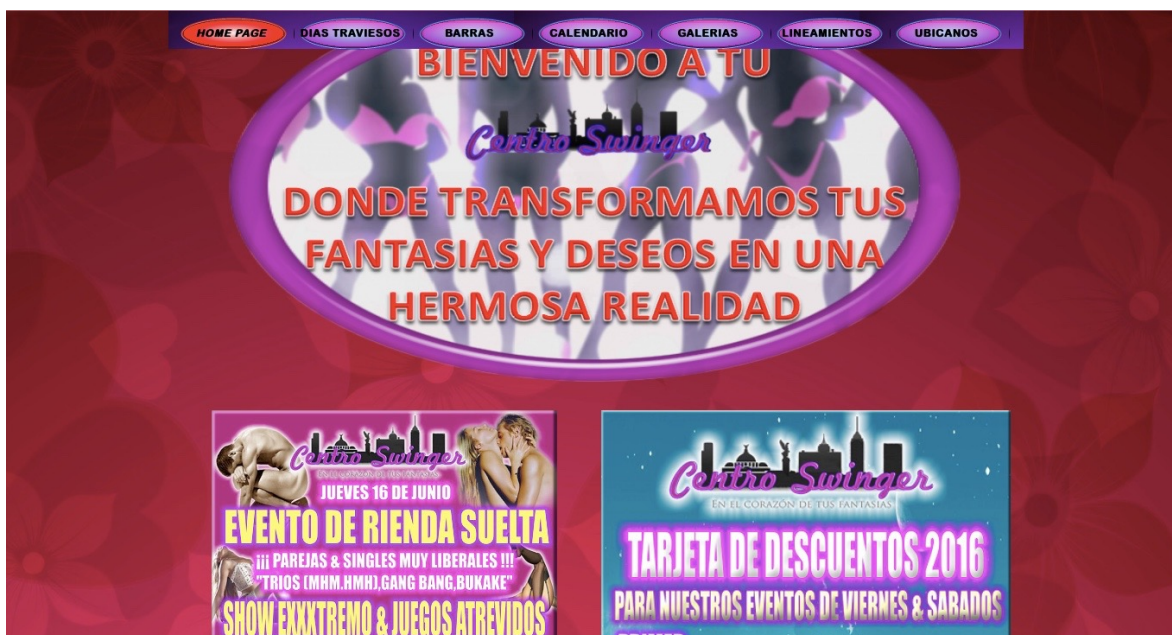 HOME PAGE
DIAS TRAVIESOS
BARRAS
CALENDARIO
GALERIAS
LINEAMIENTOS
UBICANOS
BIENVENIDO A TU
Centro Swinger
DONDE TRANSFORMAMOS TUS
FANTASIAS Y DESEOS EN UNA
HERMOSA REALIDAD
Centro Swinger
JUEVES 16 DE JUNIO
EVENTO DE RIENDA SUELTA
¡¡¡ PAREJAS & SINGLES MUY LIBERALES !!!
"TRIOS (MHM,HMH),GANG BANG,BUKAKE"
SHOW EXXXTREMO & JUEGOS ATREVIDOS
Centro Swinger
EN EL CORAZÓN DE TUS FANTASIAS
TARJETA DE DESCUENTOS 2016
PARA NUESTROS EVENTOS DE VIERNES & SABADOS